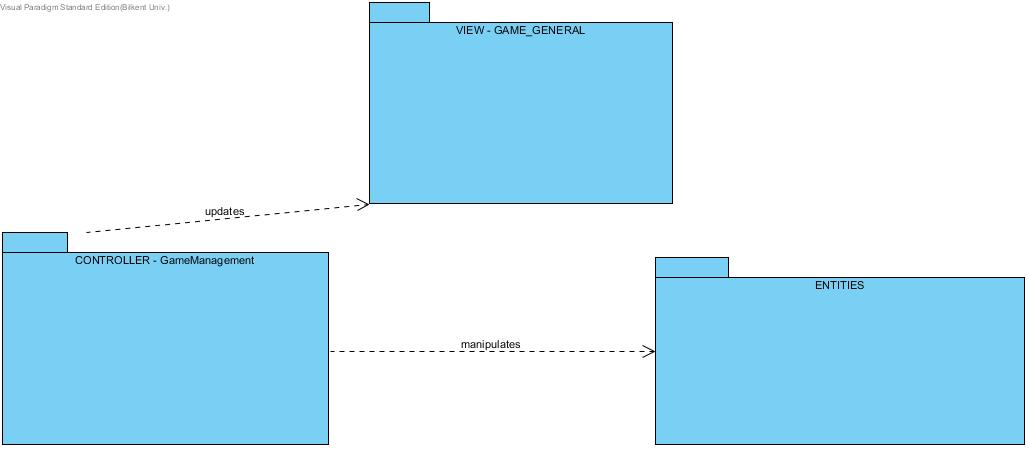 Visual Paradigm Standard Edition(Bilkent Univ.)
VIEW - GAME_GENERAL
updates
CONTROLLER - GameManagement
ENTITIES
manipulates